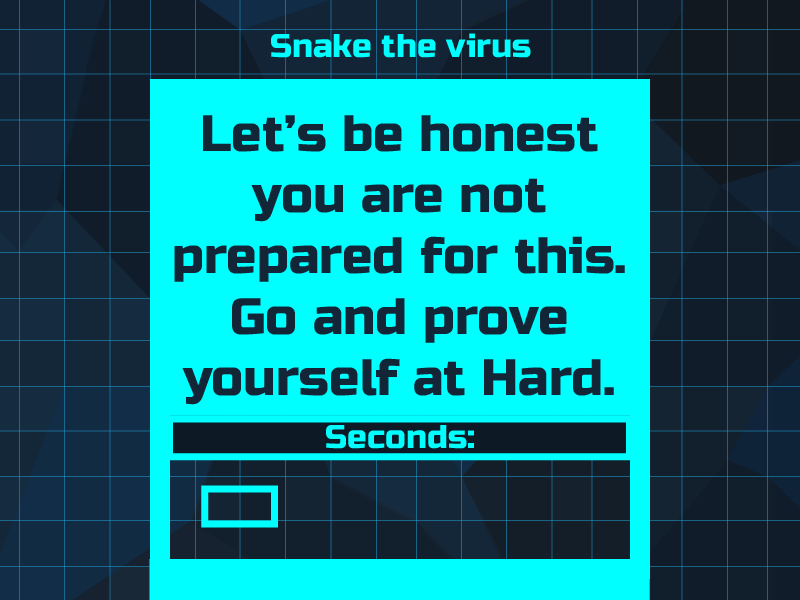 Snake the virus
Let’s be honest
you are not
prepared for this.
Go and prove
yourself at Hard.
Seconds: